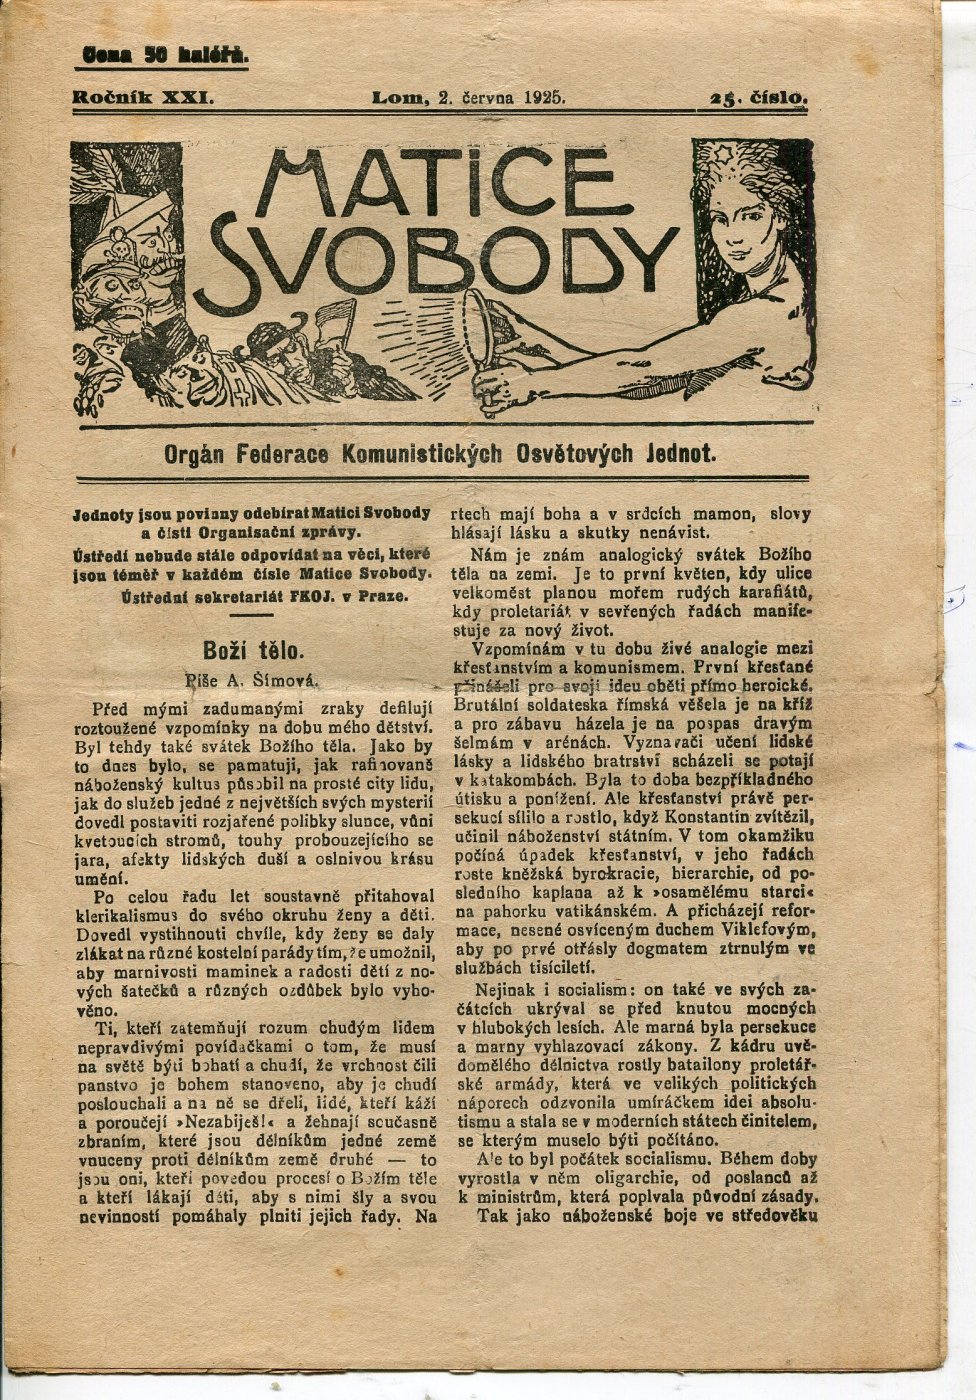 Cena 50 haléřů.
Ročník XXI. Lom, 2. června 1925. 25. číslo.
MATICE
SVOBODY
Orgán Federace Komunistických Osvětových Jednot.
Jednoty jsou povinny odebírat Matici Svobody
a čísti Organisační zprávy.
Ústředí nebude stále odpovídat na věci, které
jsou téměř v každém čísle Matice Svobody.
Ústřední sekretariát FKOJ. v Praze.
Boží tělo.
Píše A. Šímová.
Před mými zadumanými zraky defilují
roztoužené vzpomínky na dobu mého dětství.
Byl tehdy také svátek Božího těla. Jako by
to dnes bylo, se pamatuji, jak rafinovaně
náboženský kultus působil na prosté city lidu,
jak do služeb jedné z největších svých mysterií
dovedl postaviti rozjařené polibky slunce, vůni
kvetoucích stromů, touhy probouzejícího se
jara, afekty lidských duší a oslnivou krásu
umění.
Po celou řadu let soustavně přitahoval
klerikalismus do svého okruhu ženy a děti.
Dovedl vystihnouti chvíle, kdy ženy se daly
zlákat na různé kostelní parády tím, že umožnil,
aby marnivosti maminek a radosti dětí z no-
vých šatečků a různých ozdůbek bylo vyho-
věno.
Ti, kteří zatemňují rozum chudým lidem
nepravdivými povídačkami o tom, že musí
na světě býti bohatí a chudí, že vrchnost čili
panstvo je bohem stanoveno, aby je chudí
poslouchali a na ně se dřeli, lidé, kteří káží
a poroučejí »Nezabiješ!« a žehnají současně
zbraním, které jsou dělníkům jedné země
vnuceny proti dělníkům země druhé — to
jsou oni, kteří povedou procesí o Božím těle
a kteří lákají děti, aby s nimi šly a svou
nevinností pomáhaly plniti jejich řady. Na
rtech mají boha a v srdcích mamon, slovy
hlásají lásku a skutky nenávist.
Nám je znám analogický svátek Božího
těla na zemi. Je to první květen, kdy ulice
velkoměst planou mořem rudých karafiátů,
kdy proletariát v sevřených řadách manife-
stuje za nový život.
Vzpomínám v tu dobu živé analogie mezi
křesťanstvím a komunismem. První křesťané
přinášeli pro svoji ideu oběti přímo heroické.
Brutální soldateska římská věšela je na kříž
a pro zábavu házela je na pospas dravým
šelmám v arénách. Vyznavači učení lidské
lásky a lidského bratrství scházeli se potají
v katakombách. Byla to doba bezpříkladného
útisku a ponížení. Ale křesťanství právě per-
sekucí sílilo a rostlo, když Konstantin zvítězil,
učinil náboženství státním. V tom okamžiku
počíná úpadek křesťanství, v jeho řadách
roste kněžská byrokracie, hierarchie, od po-
sledního kaplana až k »osamělému starci«
na pahorku vatikánském. A přicházejí refor-
mace, nesené osvíceným duchem Viklefovým,
aby po prvé otřásly dogmatem ztrnulým ve
službách tisíciletí.
Nejinak i socialism: on také ve svých za-
čátcích ukrýval se před knutou mocných
v hlubokých lesích. Ale marná byla persekuce
a marny vyhlazovací zákony. Z kádru uvě-
domělého dělnictva rostly batailony proletář-
ské armády, která ve velikých politických
náporech odzvonila umíráčkem idei absolu-
tismu a stala se v moderních státech činitelem,
se kterým muselo býti počítáno.
Ale to byl počátek socialismu. Během doby
vyrostla v něm oligarchie, od poslanců až
k ministrům, která poplvala původní zásady.
Tak jako náboženské boje ve středověku